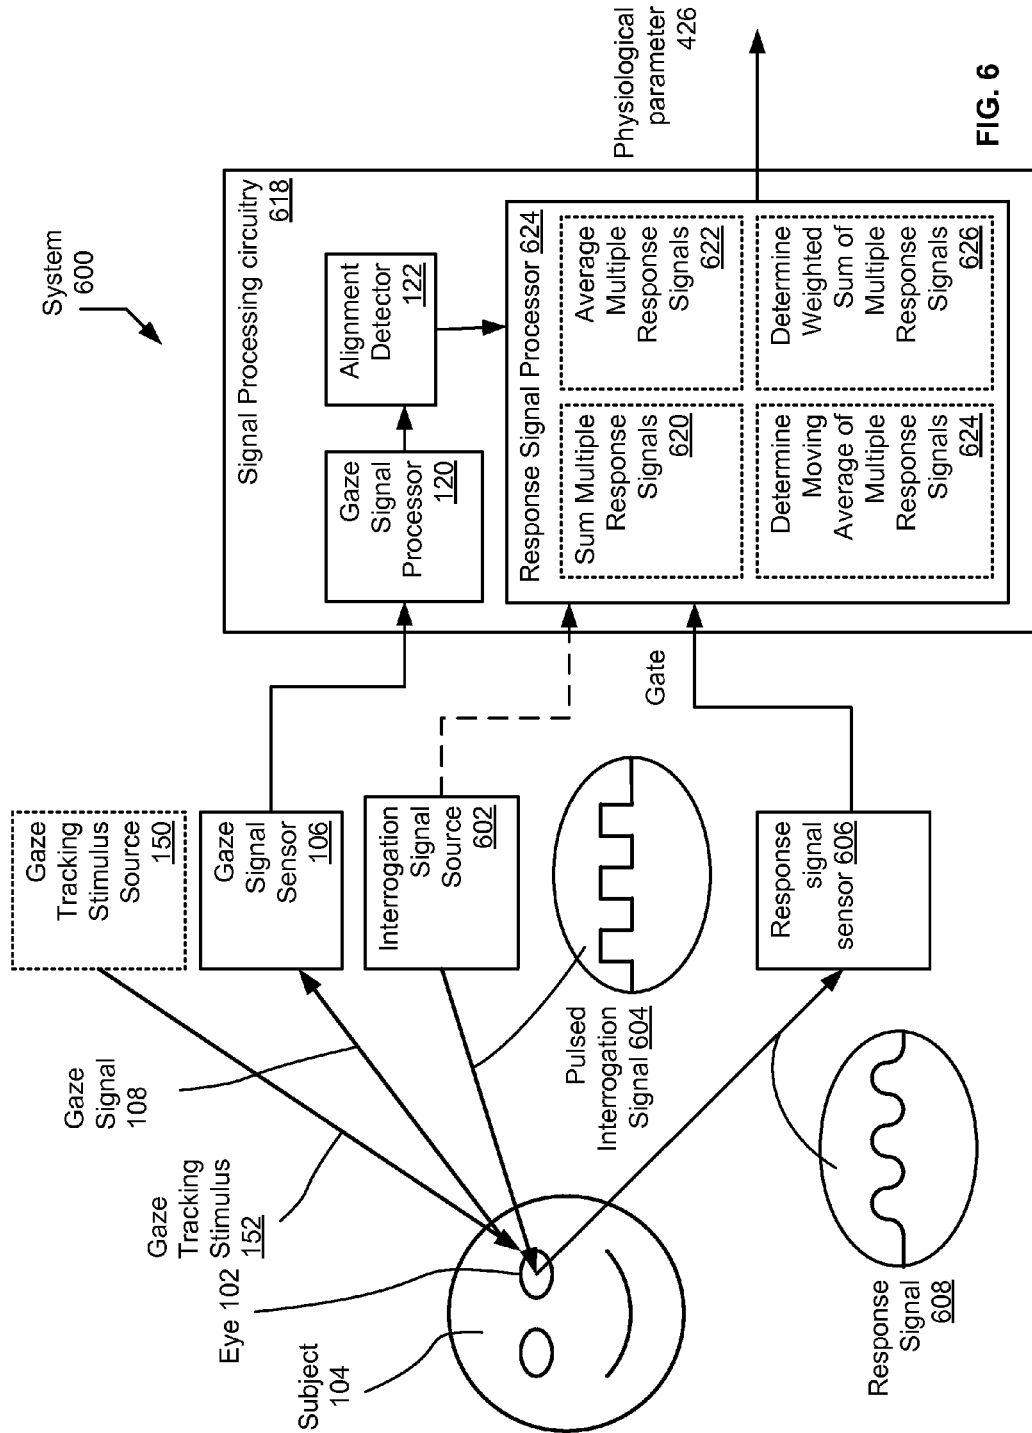 System
600
Gaze
Tracking
Stimulus
Source
150
Gaze
Signal
Sensor
106
Interrogation
Signal
Source
602
Gaze
Signal
108
Gaze
Tracking
Stimulus
152
Eye 102
Subject
104
Pulsed
Interrogation
Signal 604
Response
signal
sensor 606
Response
Signal
608
Gate
Signal Processing circuitry
618
Gaze
Signal
Processor
120
Alignment
Detector
122
Response Signal Processor 624
Sum Multiple
Response
Signals
620
Average
Multiple
Response
Signals
622
Determine
Moving
Average of
Multiple
Response
Signals
624
Determine
Weighted
Sum of
Multiple
Response
Signals
626
Physiological
parameter
426
FIG. 6